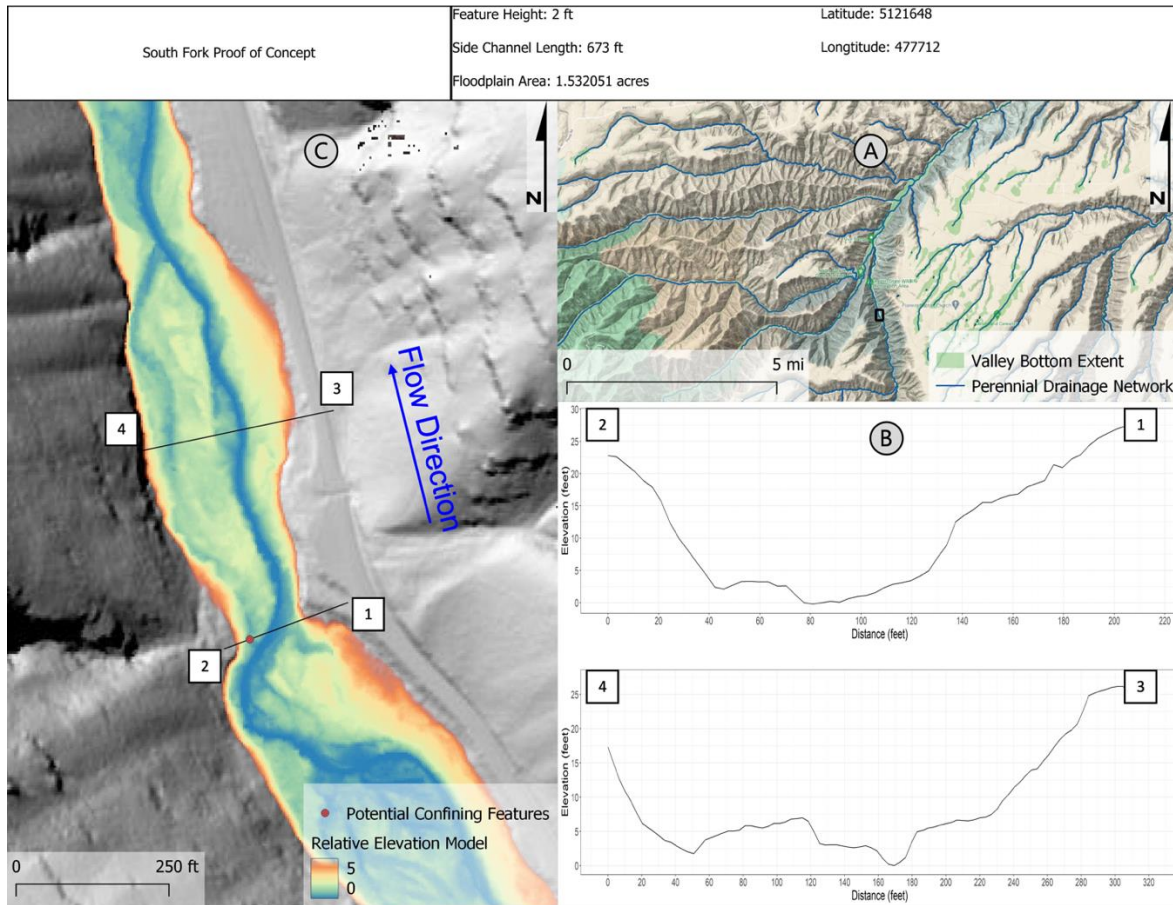 South Fork Proof of Concept
Feature Height: 2 ft
Side Channel Length: 673 ft
Floodplain Area: 1.532051 acres
Latitude: 5121648
Longtitude: 477712
C
N
3
4
Flow Direction
1
2
Potential Confining Features
Relative Elevation Model
5
0
0 250 ft
A
N
0 5 mi
Valley Bottom Extent
Perennial Drainage Network
2
B
1
Elevation (feet)
30
25
20
15
10
5
0
0 20 40 60 80 100 120 140 160 180 200 220
Distance (feet)
4
3
Elevation (feet)
25
20
15
10
5
0
0 20 40 60 80 100 120 140 160 180 200 220 240 260 280 300 320
Distance (feet)